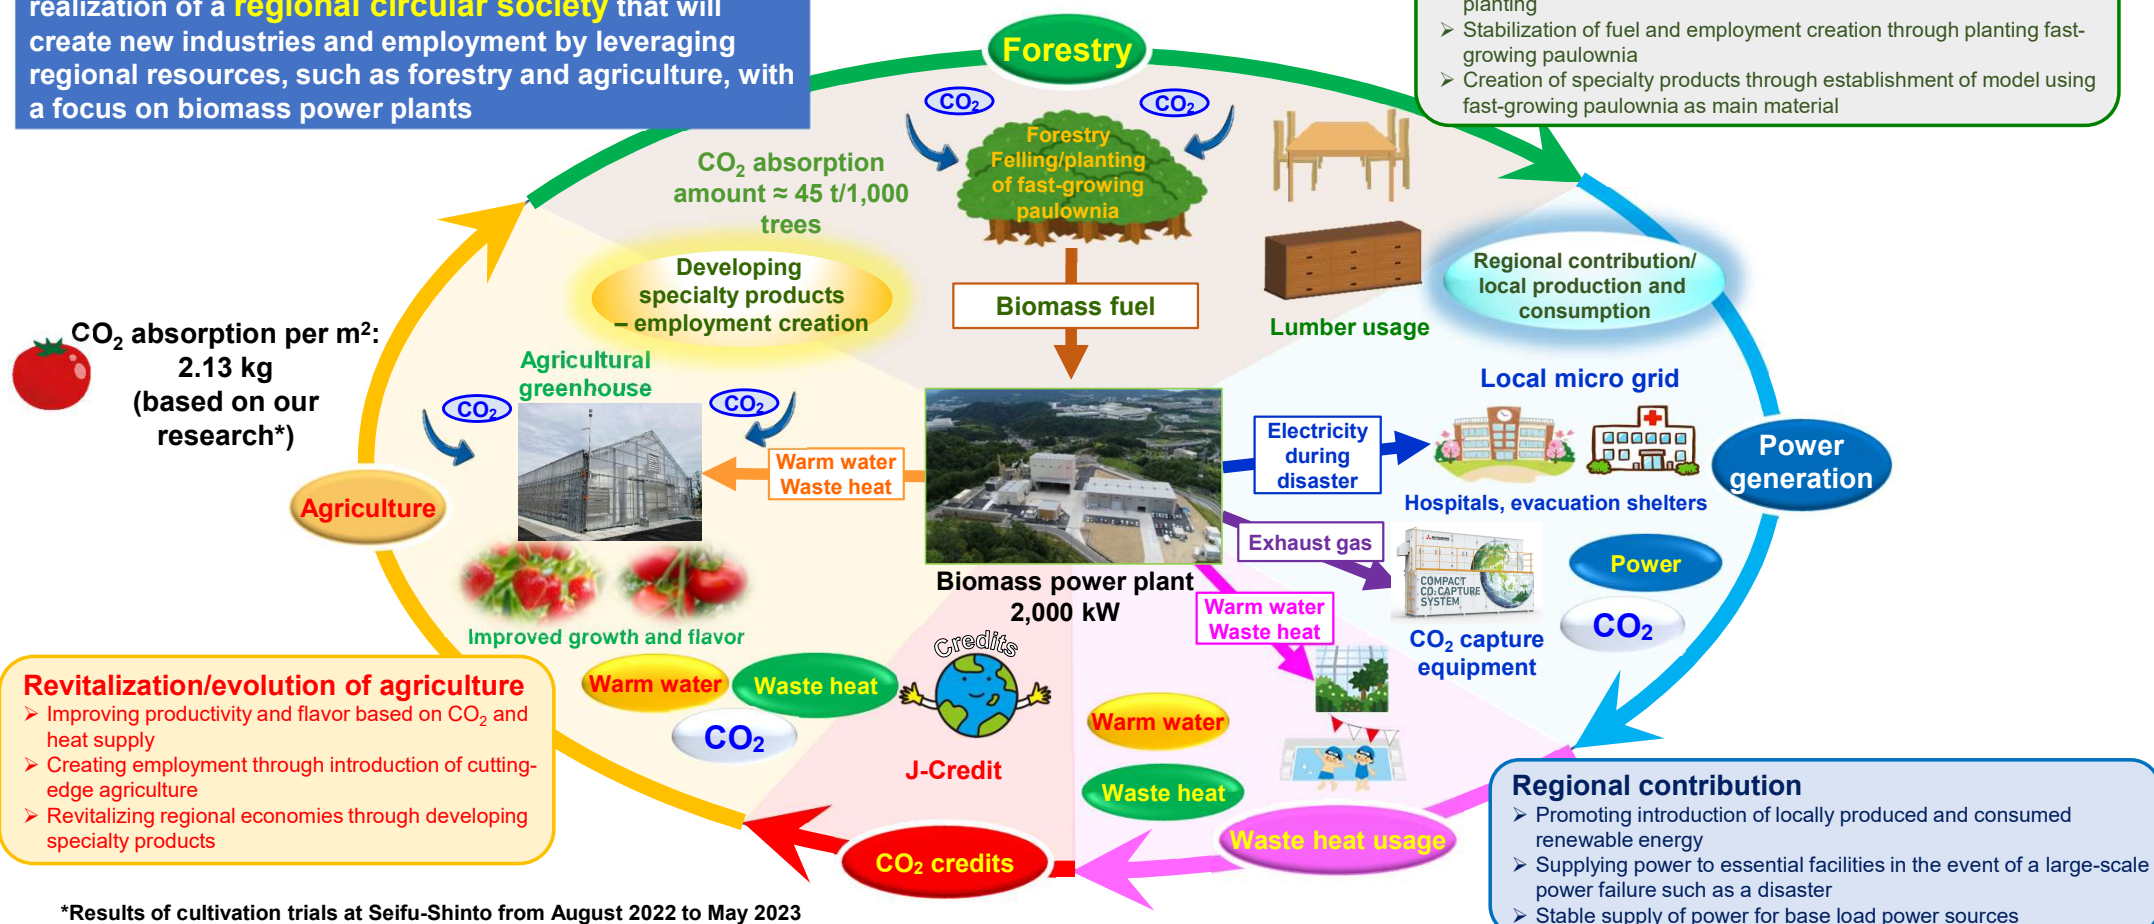 realization of a regional circular society that will
create new industries and employment by leveraging
regional resources, such as forestry and agriculture, with
a focus on biomass power plants
planting
➢ Stabilization of fuel and employment creation through planting fast-
growing paulownia
➢ Creation of specialty products through establishment of model using
fast-growing paulownia as main material
Forestry
CO₂
CO₂
Forestry
Felling/planting
of fast-growing
paulownia
CO₂ absorption
amount ≈ 45 t/1,000
trees
Developing
specialty products
– employment creation
Biomass fuel
Lumber usage
Regional contribution/
local production and
consumption
CO₂ absorption per m²:
2.13 kg
(based on our
research*)
Agricultural
greenhouse
CO₂
CO₂
Warm water
Waste heat
Agriculture
Improved growth and flavor
Biomass power plant
2,000 kW
Electricity
during
disaster
Local micro grid
Hospitals, evacuation shelters
Power
generation
Exhaust gas
COMPACT
CO₂ CAPTURE
SYSTEM
CO₂ capture
equipment
Power
CO₂
Warm water
Waste heat
Warm water
Waste heat
CO₂
Credits
J-Credit
Warm water
Waste heat
Waste heat usage
CO₂ credits
Revitalization/evolution of agriculture
➢ Improving productivity and flavor based on CO₂ and
heat supply
➢ Creating employment through introduction of cutting-
edge agriculture
➢ Revitalizing regional economies through developing
specialty products
Regional contribution
➢ Promoting introduction of locally produced and consumed
renewable energy
➢ Supplying power to essential facilities in the event of a large-scale
power failure such as a disaster
➢ Stable supply of power for base load power sources
*Results of cultivation trials at Seifu-Shinto from August 2022 to May 2023